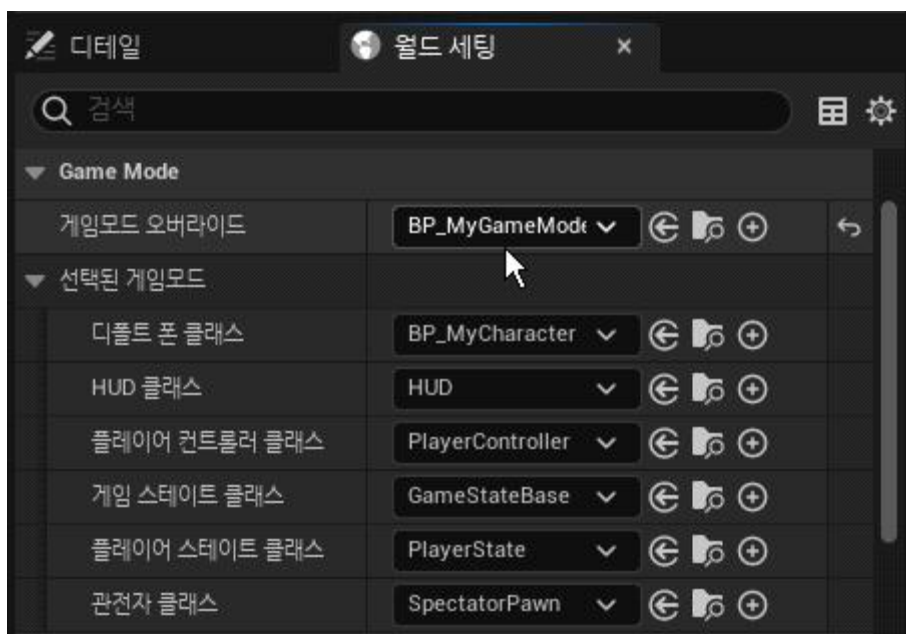 디테일 월드 세팅
검색
Game Mode
게임모드 오버라이드 BP_MyGameMode
선택된 게임모드
디폴트 폰 클래스 BP_MyCharacter
HUD 클래스 HUD
플레이어 컨트롤러 클래스 PlayerController
게임 스테이트 클래스 GameStateBase
플레이어 스테이트 클래스 PlayerState
관전자 클래스 SpectatorPawn